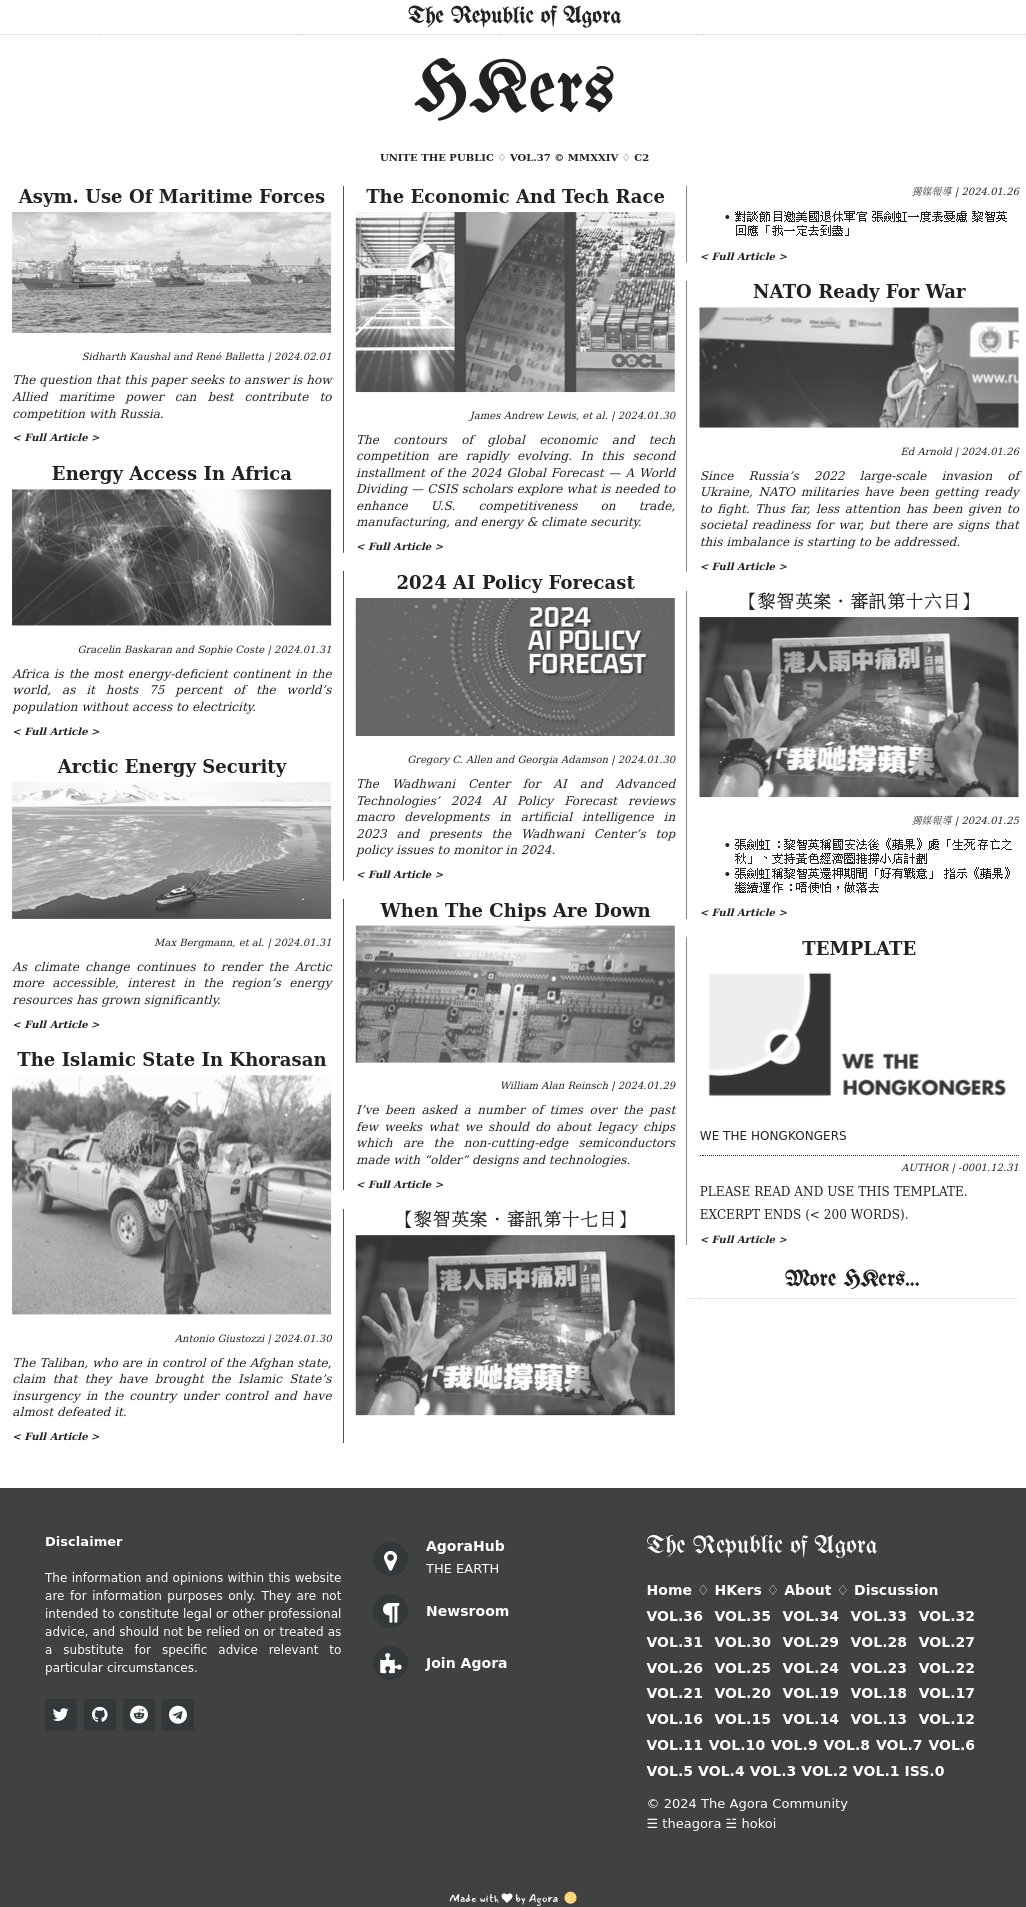 The Republic of Agora
HKers
UNITE THE PUBLIC ♢ VOL.37 © MMXXIV ♢ C2
Asym. Use Of Maritime Forces
Sidharth Kaushal and René Balletta | 2024.02.01
The question that this paper seeks to answer is how
Allied maritime power can best contribute to
competition with Russia.
< Full Article >
Energy Access In Africa
Gracelin Baskaran and Sophie Coste | 2024.01.31
Africa is the most energy-deficient continent in the
world, as it hosts 75 percent of the world’s
population without access to electricity.
< Full Article >
Arctic Energy Security
Max Bergmann, et al. | 2024.01.31
As climate change continues to render the Arctic
more accessible, interest in the region’s energy
resources has grown significantly.
< Full Article >
The Islamic State In Khorasan
Antonio Giustozzi | 2024.01.30
The Taliban, who are in control of the Afghan state,
claim that they have brought the Islamic State’s
insurgency in the country under control and have
almost defeated it.
< Full Article >
The Economic And Tech Race
OOCL
James Andrew Lewis, et al. | 2024.01.30
The contours of global economic and tech
competition are rapidly evolving. In this second
installment of the 2024 Global Forecast — A World
Dividing — CSIS scholars explore what is needed to
enhance U.S. competitiveness on trade,
manufacturing, and energy & climate security.
< Full Article >
2024 AI Policy Forecast
2024
AI POLICY
FORECAST
Gregory C. Allen and Georgia Adamson | 2024.01.30
The Wadhwani Center for AI and Advanced
Technologies’ 2024 AI Policy Forecast reviews
macro developments in artificial intelligence in
2023 and presents the Wadhwani Center’s top
policy issues to monitor in 2024.
< Full Article >
When The Chips Are Down
William Alan Reinsch | 2024.01.29
I’ve been asked a number of times over the past
few weeks what we should do about legacy chips
which are the non-cutting-edge semiconductors
made with “older” designs and technologies.
< Full Article >
【黎智英案・審訊第十七日】
港人雨中痛別
蘋果日報
「我哋撐蘋果
獨媒報導 | 2024.01.26
• 對談節目邀美國退休軍官 張劍虹一度表憂慮 黎智英
回應「我一定去到盡」
< Full Article >
NATO Ready For War
Microsoft
www.ru
Ed Arnold | 2024.01.26
Since Russia’s 2022 large-scale invasion of
Ukraine, NATO militaries have been getting ready
to fight. Thus far, less attention has been given to
societal readiness for war, but there are signs that
this imbalance is starting to be addressed.
< Full Article >
【黎智英案・審訊第十六日】
港人雨中痛別
蘋果日報
「我哋撐蘋果
獨媒報導 | 2024.01.25
• 張劍虹：黎智英稱國安法後《蘋果》處「生死存亡之
秋」、支持黃色經濟圈推撐小店計劃
• 張劍虹稱黎智英還押期間「好有戰意」 指示《蘋果》
繼續運作：唔使怕，做落去
< Full Article >
TEMPLATE
WE THE
HONGKONGERS
WE THE HONGKONGERS
AUTHOR | -0001.12.31
PLEASE READ AND USE THIS TEMPLATE.
EXCERPT ENDS (< 200 WORDS).
< Full Article >
More HKers...
Disclaimer
The information and opinions within this website
are for information purposes only. They are not
intended to constitute legal or other professional
advice, and should not be relied on or treated as
a substitute for specific advice relevant to
particular circumstances.
AgoraHub
THE EARTH
Newsroom
Join Agora
The Republic of Agora
Home ♢ HKers ♢ About ♢ Discussion
VOL.36 VOL.35 VOL.34 VOL.33 VOL.32
VOL.31 VOL.30 VOL.29 VOL.28 VOL.27
VOL.26 VOL.25 VOL.24 VOL.23 VOL.22
VOL.21 VOL.20 VOL.19 VOL.18 VOL.17
VOL.16 VOL.15 VOL.14 VOL.13 VOL.12
VOL.11 VOL.10 VOL.9 VOL.8 VOL.7 VOL.6
VOL.5 VOL.4 VOL.3 VOL.2 VOL.1 ISS.0
© 2024 The Agora Community
☰ theagora ☱ hokoi
Made with ♥ by Agora